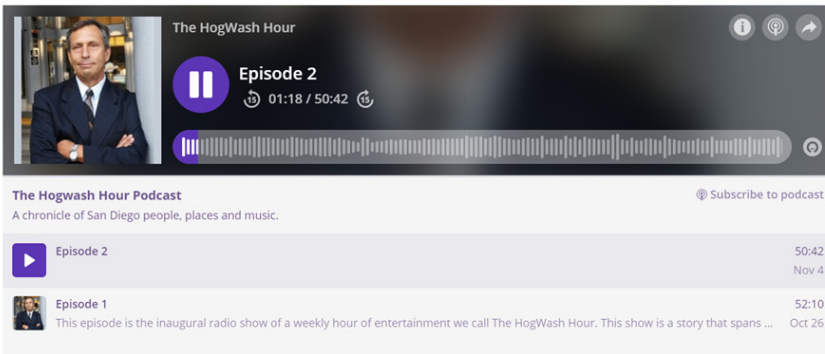 The HogWash Hour
Episode 2
15 01:18 / 50:42 15
The Hogwash Hour Podcast
Subscribe to podcast
A chronicle of San Diego people, places and music.
Episode 2
50:42
Nov 4
Episode 1
52:10
This episode is the inaugural radio show of a weekly hour of entertainment we call The HogWash Hour. This show is a story that spans ...
Oct 26